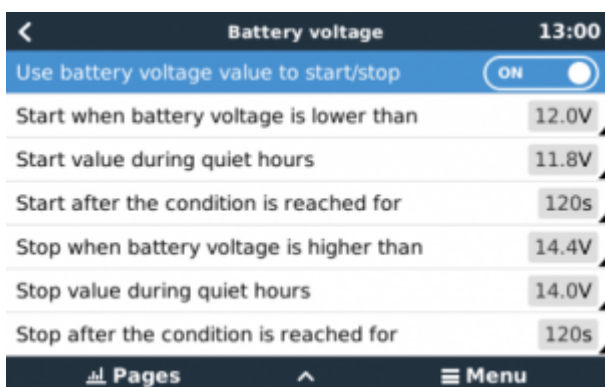 Battery voltage 13:00
Use battery voltage value to start/stop ON
Start when battery voltage is lower than 12.0V
Start value during quiet hours 11.8V
Start after the condition is reached for 120s
Stop when battery voltage is higher than 14.4V
Stop value during quiet hours 14.0V
Stop after the condition is reached for 120s
Pages Menu